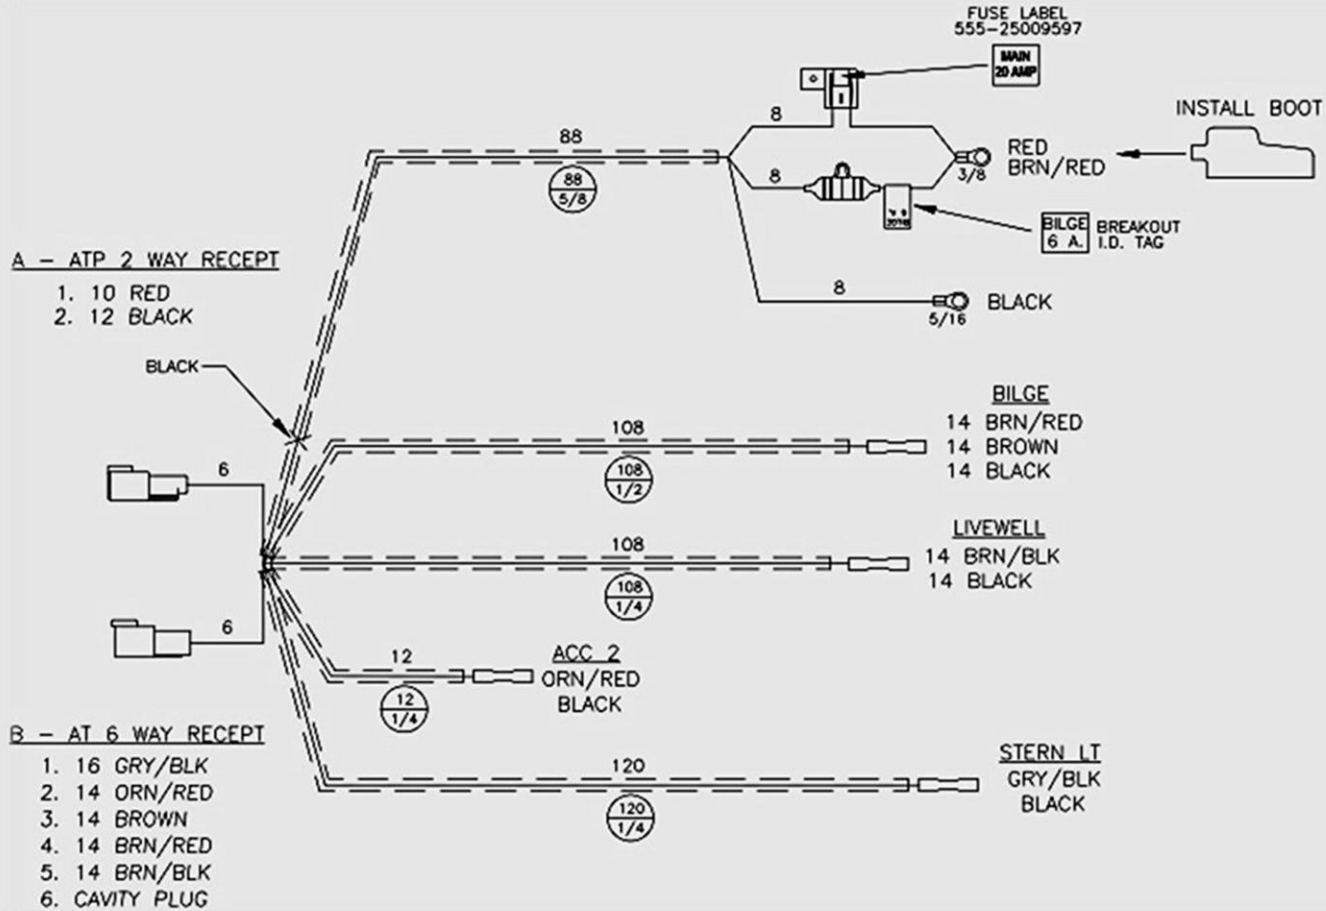 FUSE LABEL
555-25009597
MAIN
20 AMP
INSTALL BOOT
8
88
88
5/8
RED
BRN/RED
3/8
8
BILGE
6 A.
BREAKOUT
I.D. TAG
A - ATP 2 WAY RECEPT
1. 10 RED
2. 12 BLACK
8
BLACK
5/16
BLACK
BILGE
14 BRN/RED
14 BROWN
14 BLACK
108
108
1/2
6
LIVEWELL
14 BRN/BLK
14 BLACK
108
108
1/4
6
ACC 2
ORN/RED
BLACK
12
12
1/4
B - AT 6 WAY RECEPT
1. 16 GRY/BLK
2. 14 ORN/RED
3. 14 BROWN
4. 14 BRN/RED
5. 14 BRN/BLK
6. CAVITY PLUG
STERN LT
GRY/BLK
BLACK
120
120
1/4